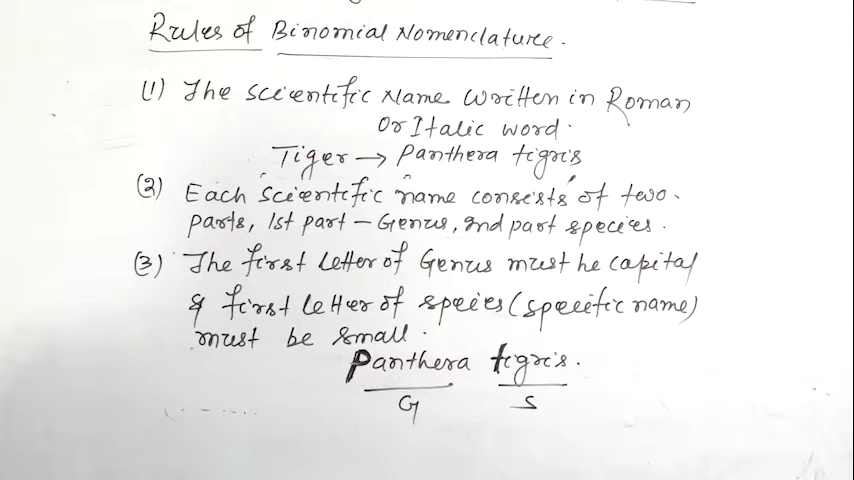 Rules of Binomial Nomenclature.
(1) The Scientific Name Written in Roman
Or Italic word.
Tiger → Panthera tigris
(2) Each Scientific name consists of two
parts, 1st part – Genus, 2nd part species.
(3) The first Letter of Genus must be capital
& first letter of species (specific name)
must be small.
Panthera tigris.
G S